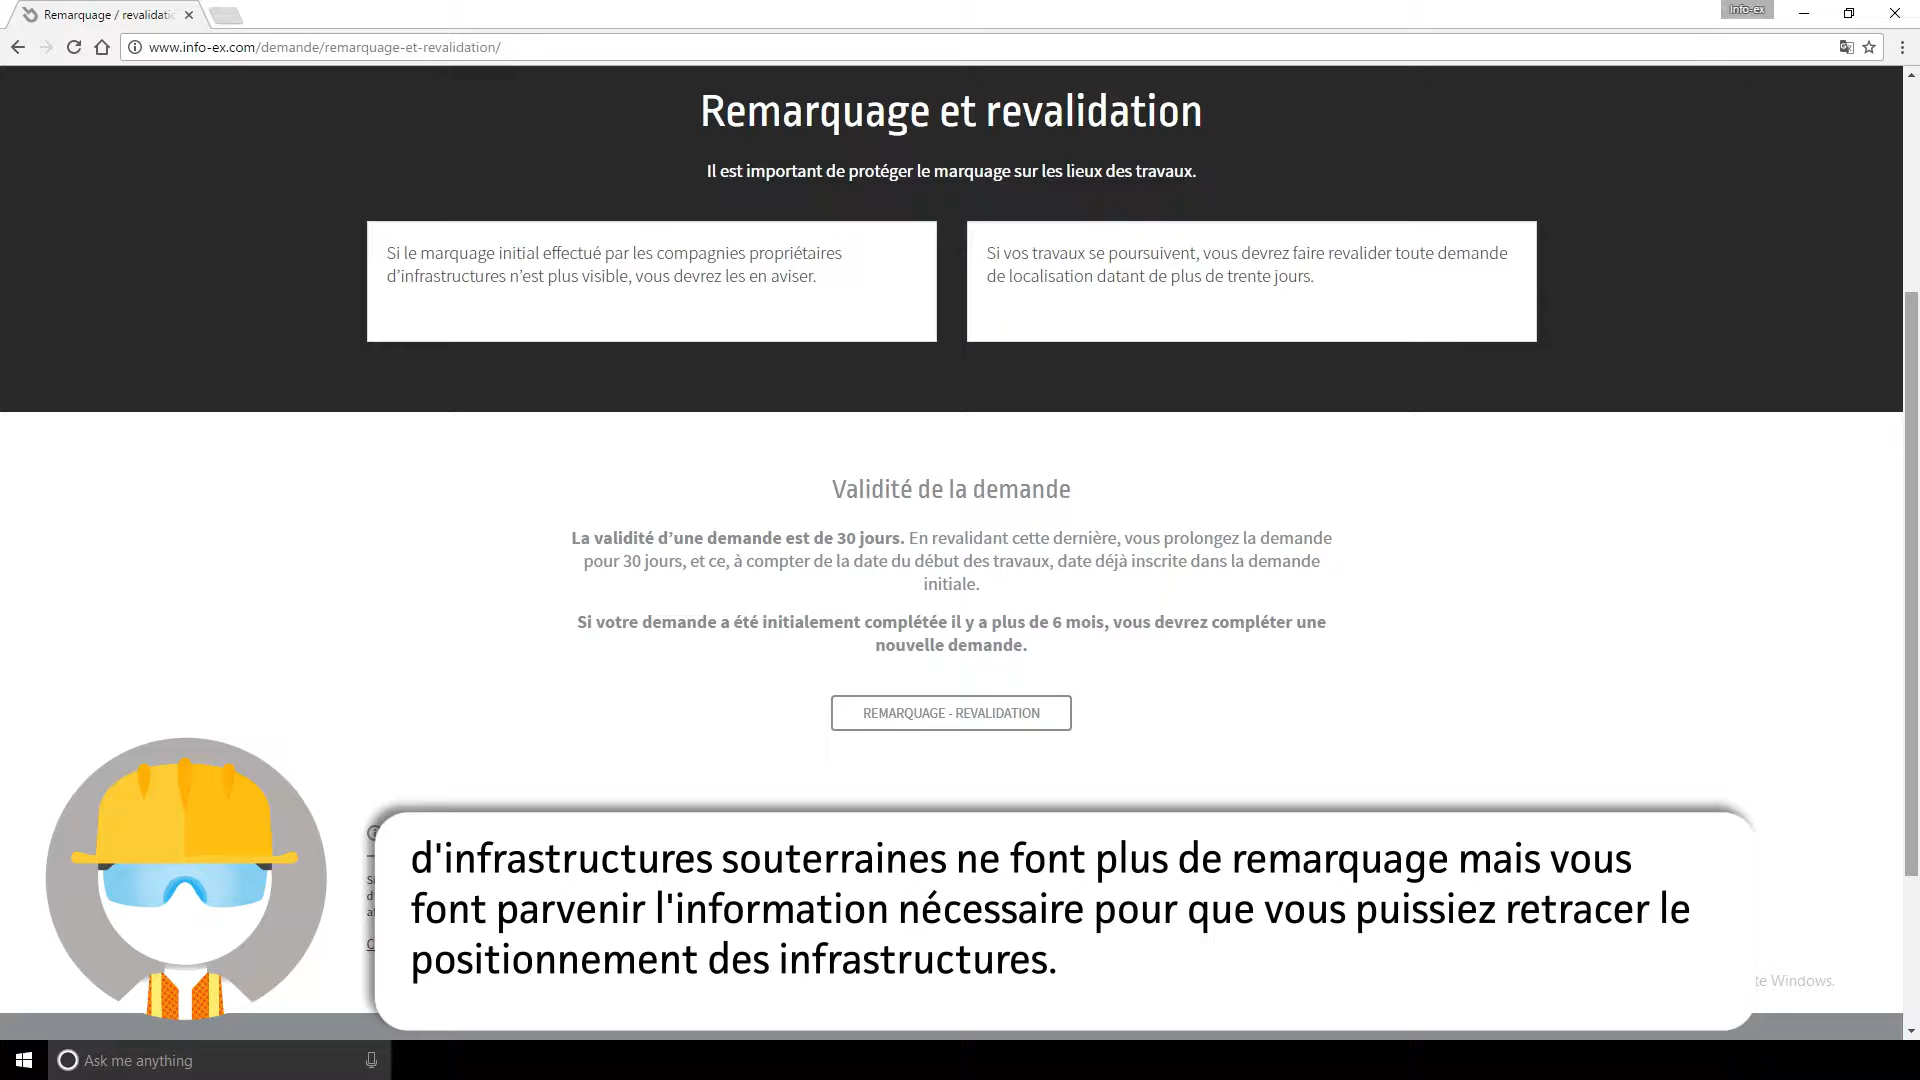 Remarquage / revalidatio
Info-ex
www.info-ex.com/demande/remarquage-et-revalidation/
Remarquage et revalidation
Il est important de protéger le marquage sur les lieux des travaux.
Si le marquage initial effectué par les compagnies propriétaires
d’infrastructures n’est plus visible, vous devrez les en aviser.
Si vos travaux se poursuivent, vous devrez faire revalider toute demande
de localisation datant de plus de trente jours.
Validité de la demande
La validité d’une demande est de 30 jours. En revalidant cette dernière, vous prolongez la demande
pour 30 jours, et ce, à compter de la date du début des travaux, date déjà inscrite dans la demande
initiale.
Si votre demande a été initialement complétée il y a plus de 6 mois, vous devrez compléter une
nouvelle demande.
REMARQUAGE - REVALIDATION
d'infrastructures souterraines ne font plus de remarquage mais vous
font parvenir l'information nécessaire pour que vous puissiez retracer le
positionnement des infrastructures.
te Windows.
Ask me anything